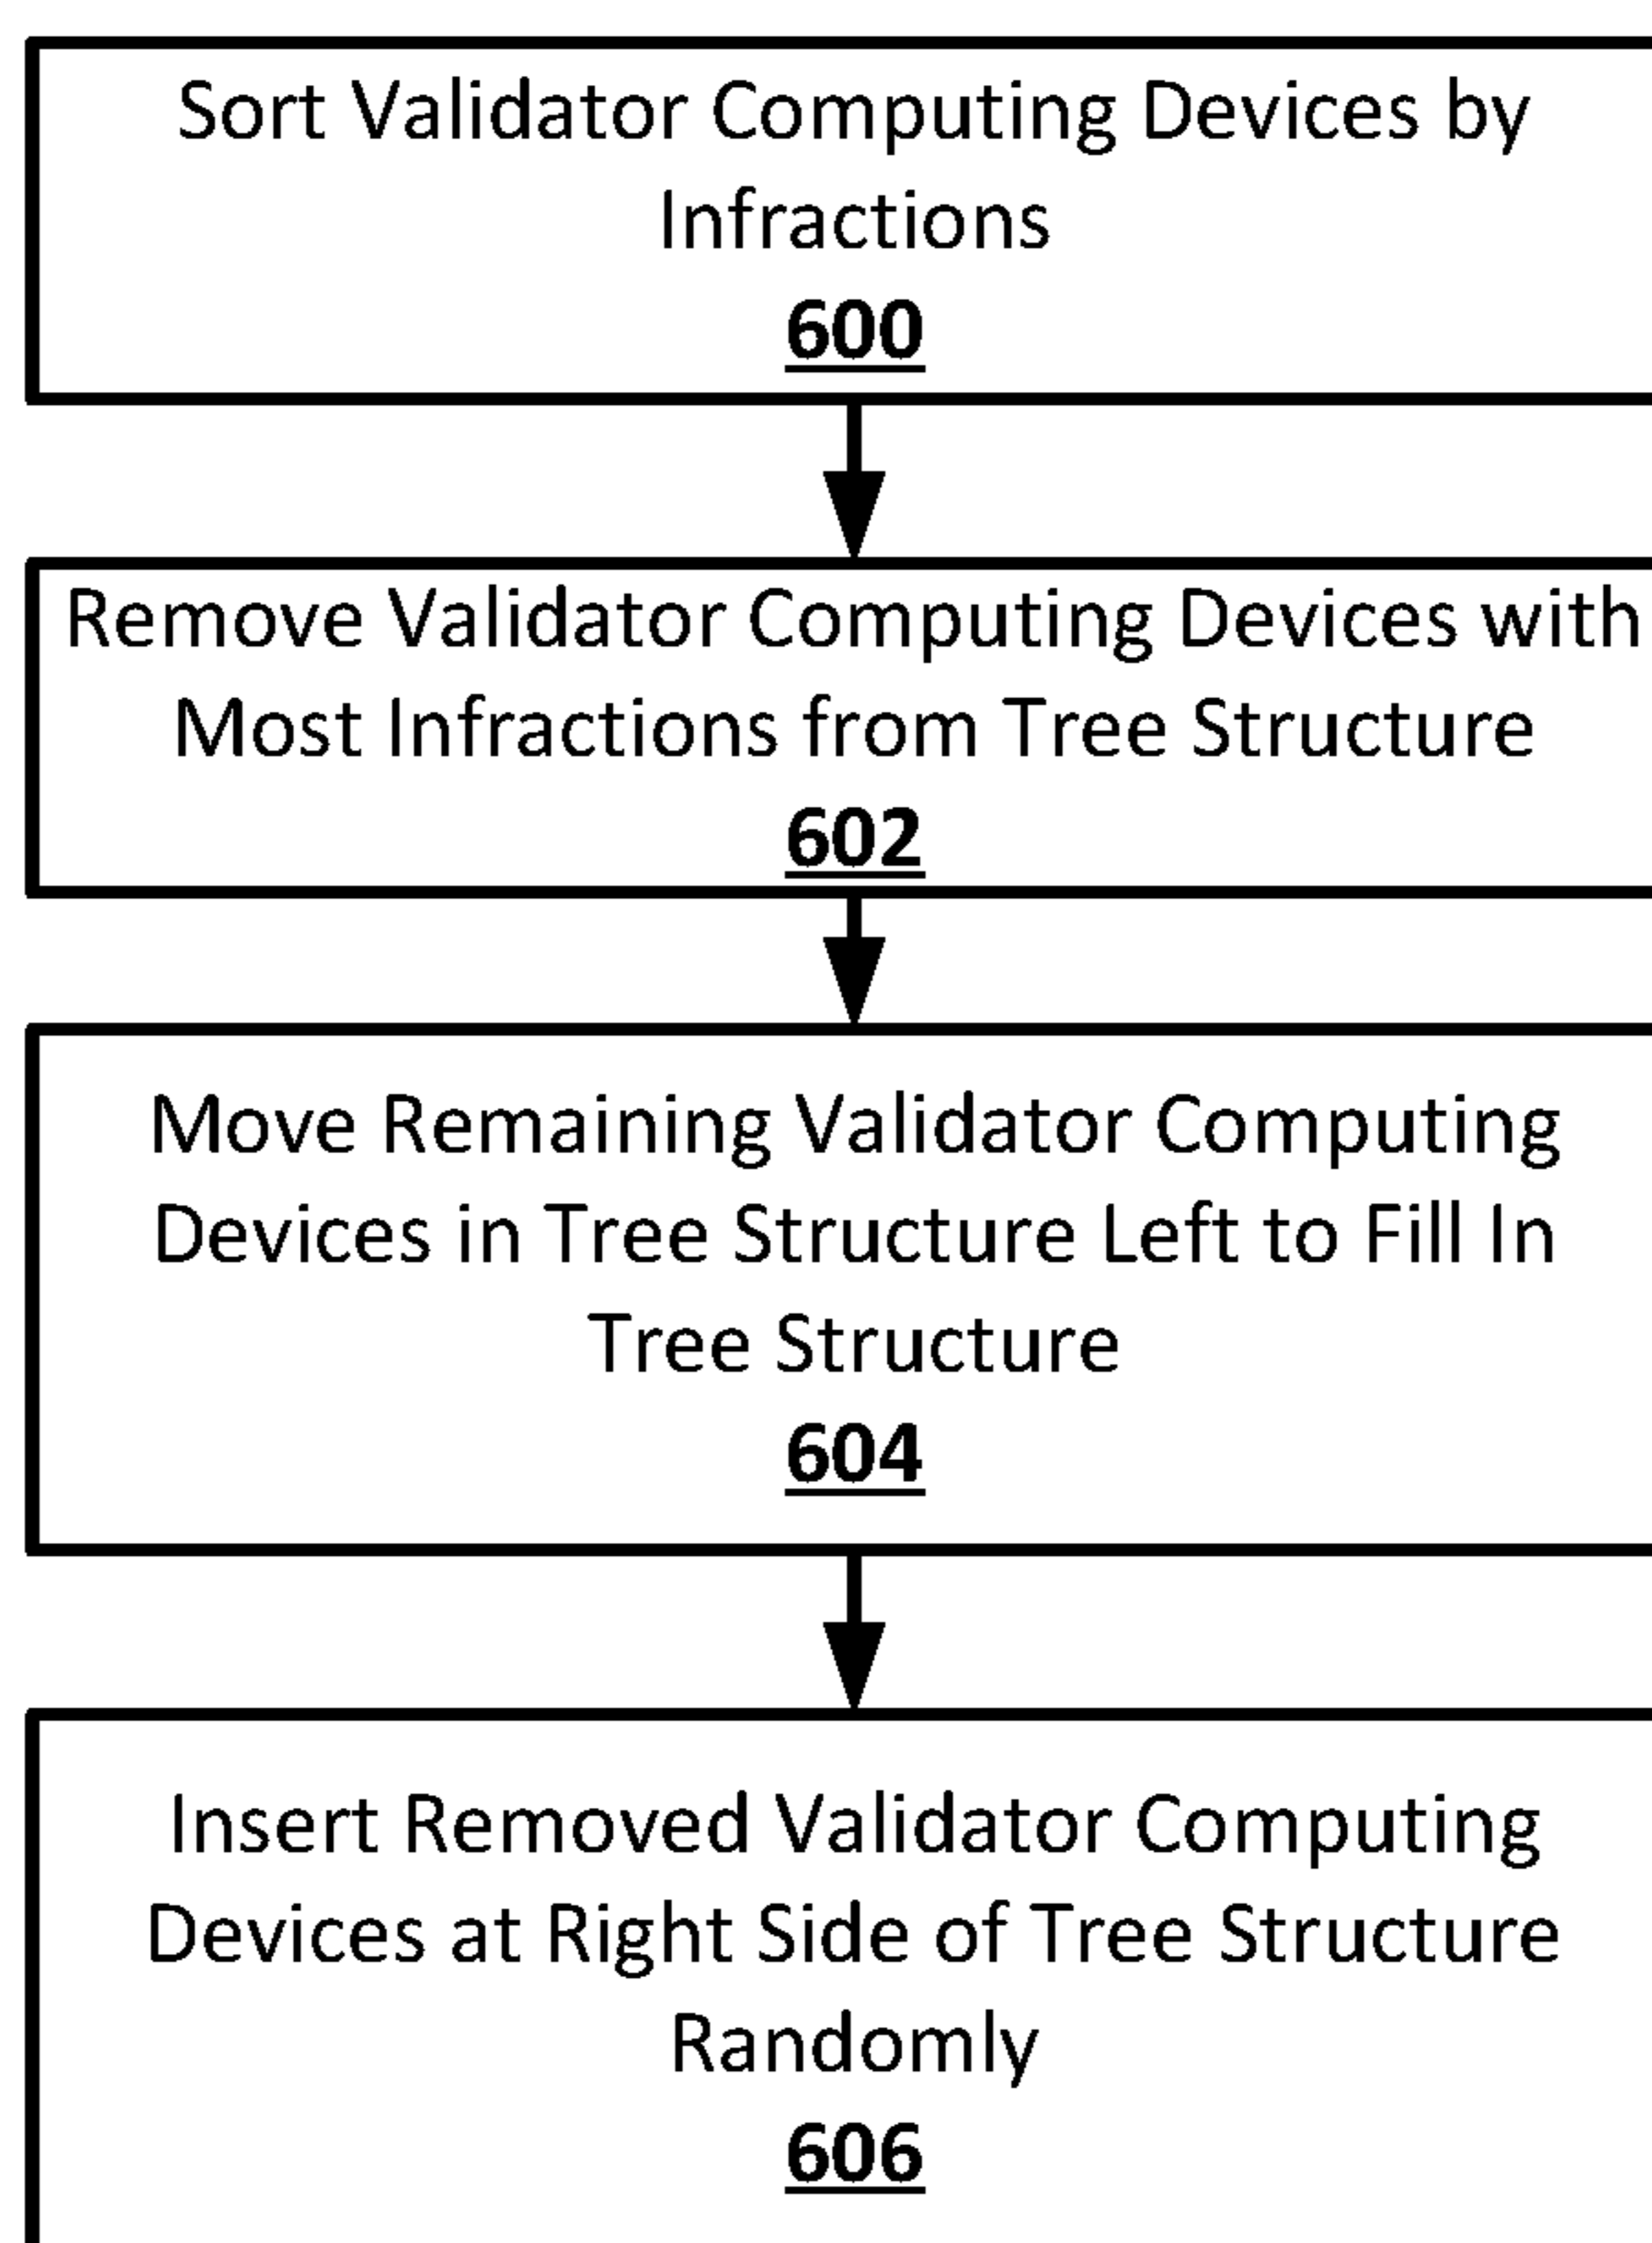 Sort Validator Computing Devices by
Infractions
600
Remove Validator Computing Devices with
Most Infractions from Tree Structure
602
Move Remaining Validator Computing
Devices in Tree Structure Left to Fill In
Tree Structure
604
Insert Removed Validator Computing
Devices at Right Side of Tree Structure
Randomly
606